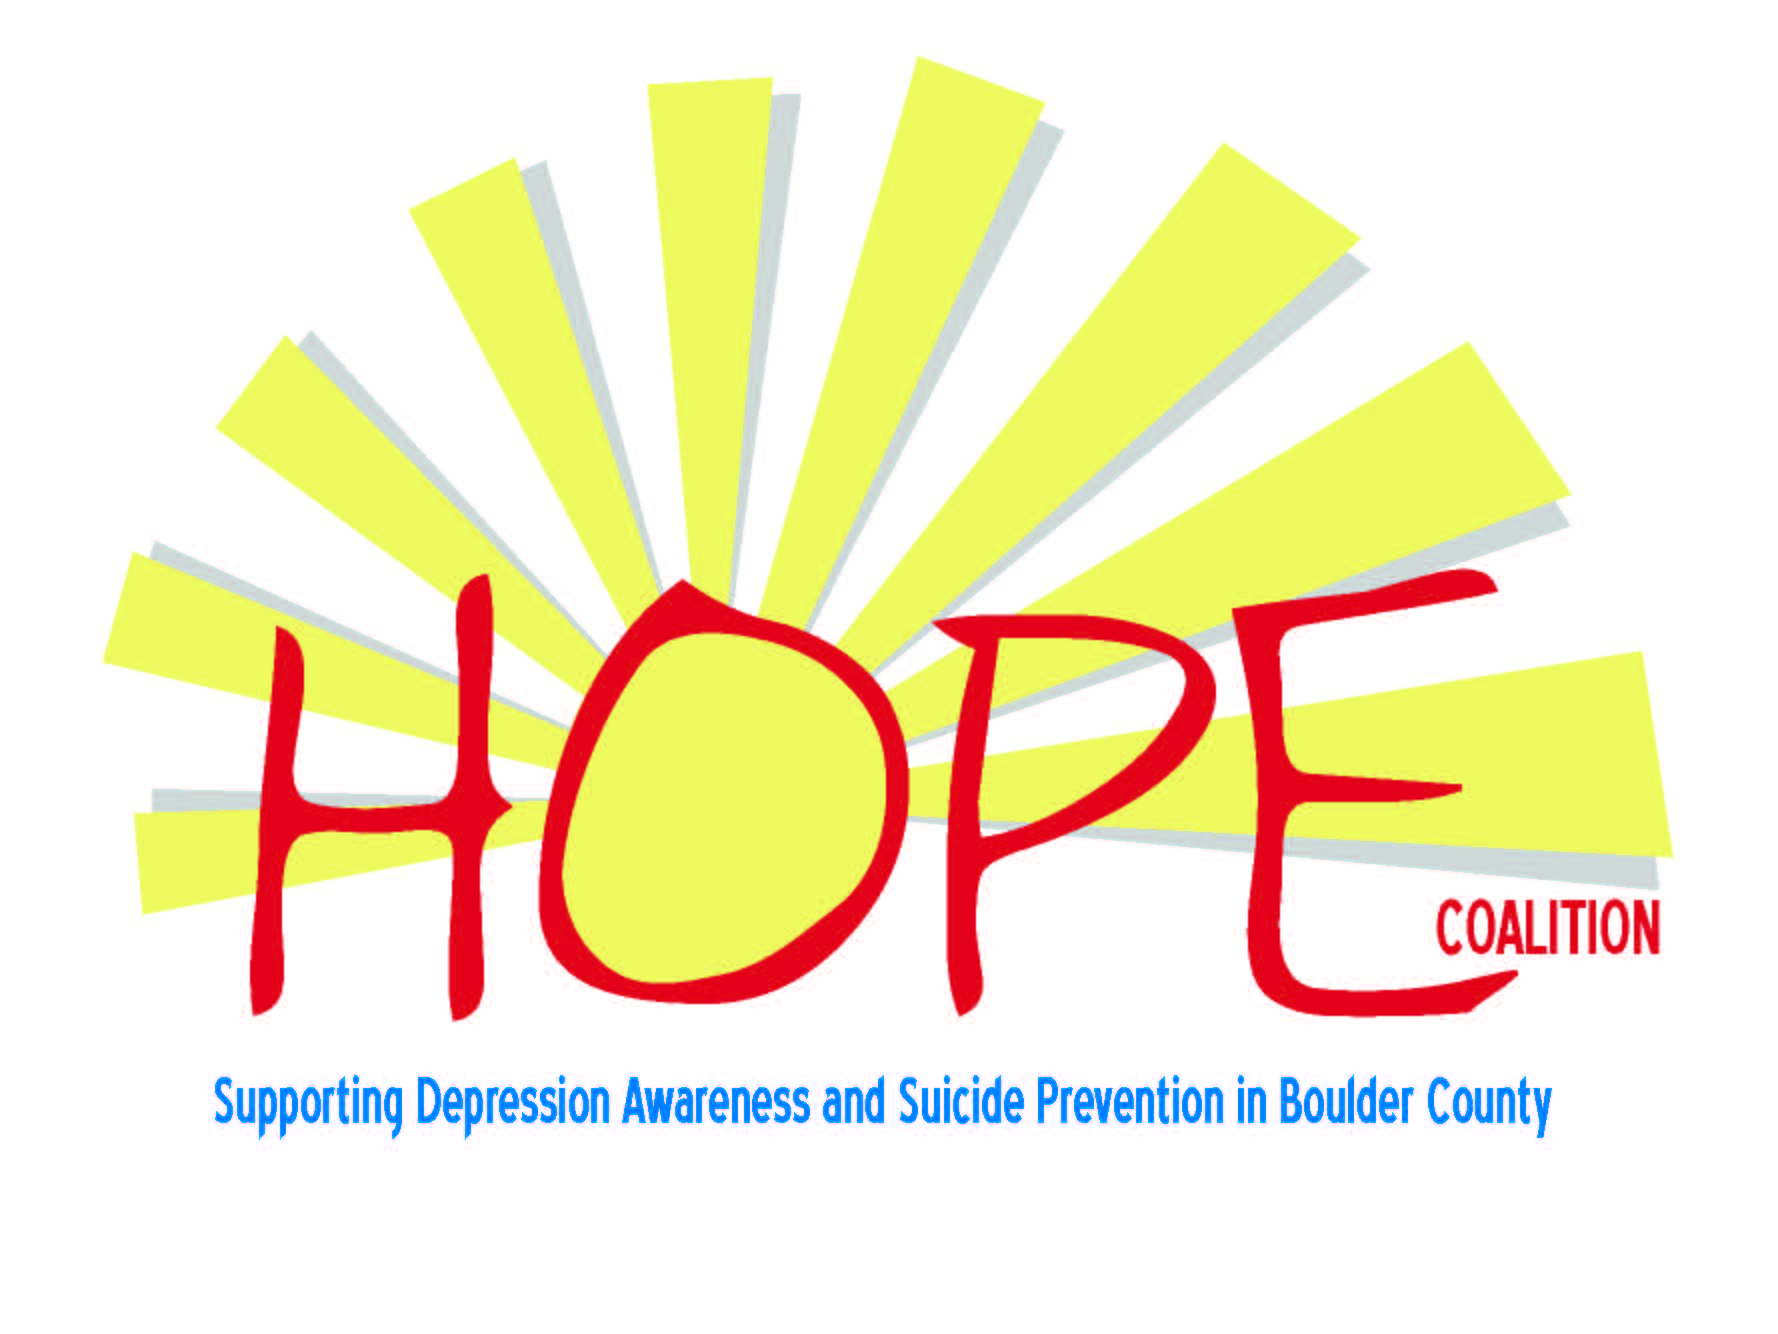 HOPE
COALITION
Supporting Depression Awareness and Suicide Prevention in Boulder County